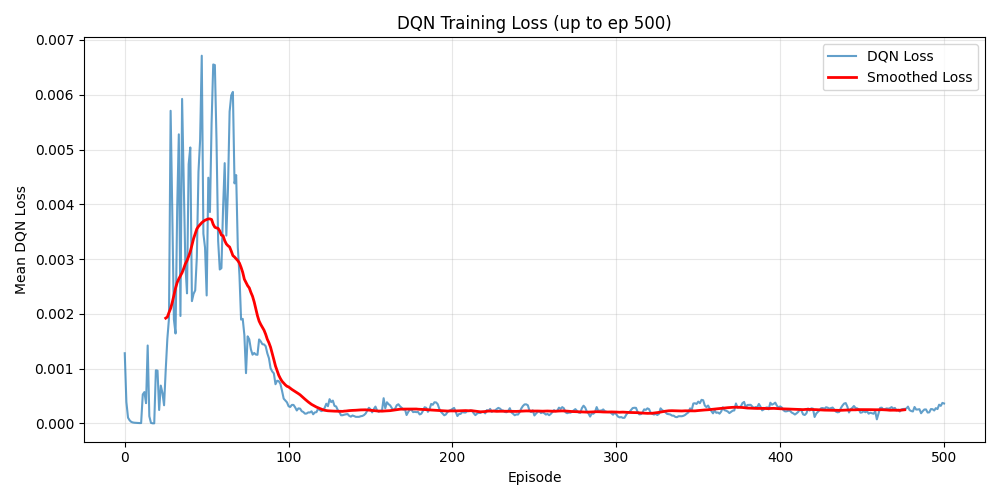 DQN Training Loss (up to ep 500)
DQN Loss
Smoothed Loss
Mean DQN Loss
0.007
0.006
0.005
0.004
0.003
0.002
0.001
0.000
0
100
200
300
400
500
Episode